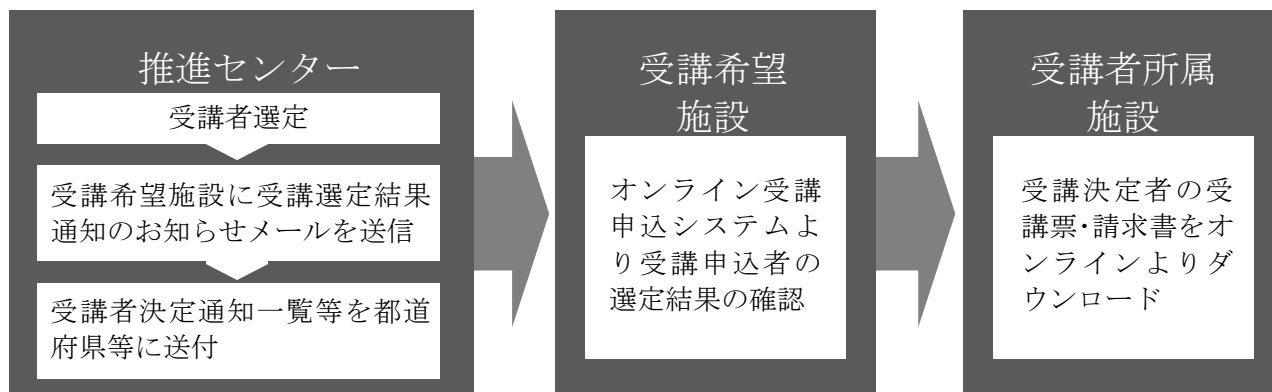 推進センター
受講者選定
受講希望施設に受講選定結果
通知のお知らせメールを送信
受講者決定通知一覧等を都道
府県等に送付
受講希望
施設
オンライン受講
申込システムよ
り受講申込者の
選定結果の確認
受講者所属
施設
受講決定者の受
講票・請求書をオ
ンラインよりダ
ウンロード